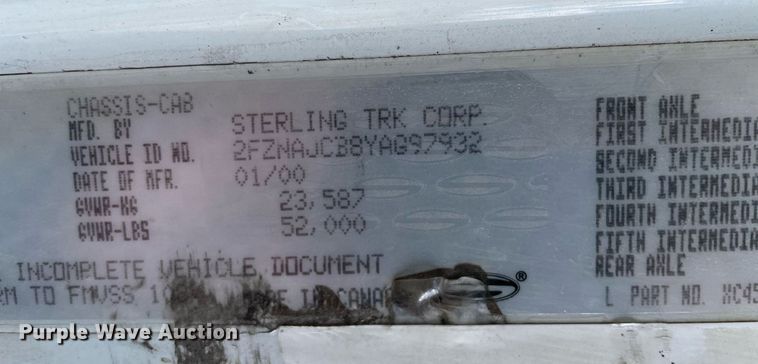 CHASSIS-CAB
MFD. BY STERLING TRK CORP.
VEHICLE ID NO. 2FZNAJCB8YAG97932
DATE OF MFR. 01/00
GVWR-KG 23,587
GVWR-LBS 52,000
INCOMPLETE VEHICLE DOCUMENT
TO FMVSS
FRONT AXLE
FIRST INTERMEDIA
SECOND INTERMEDI
THIRD INTERMEDIA
FOURTH INTERMEDIA
FIFTH INTERMEDIA
REAR AXLE
L PART NO. XC45
®
Purple Wave Auction